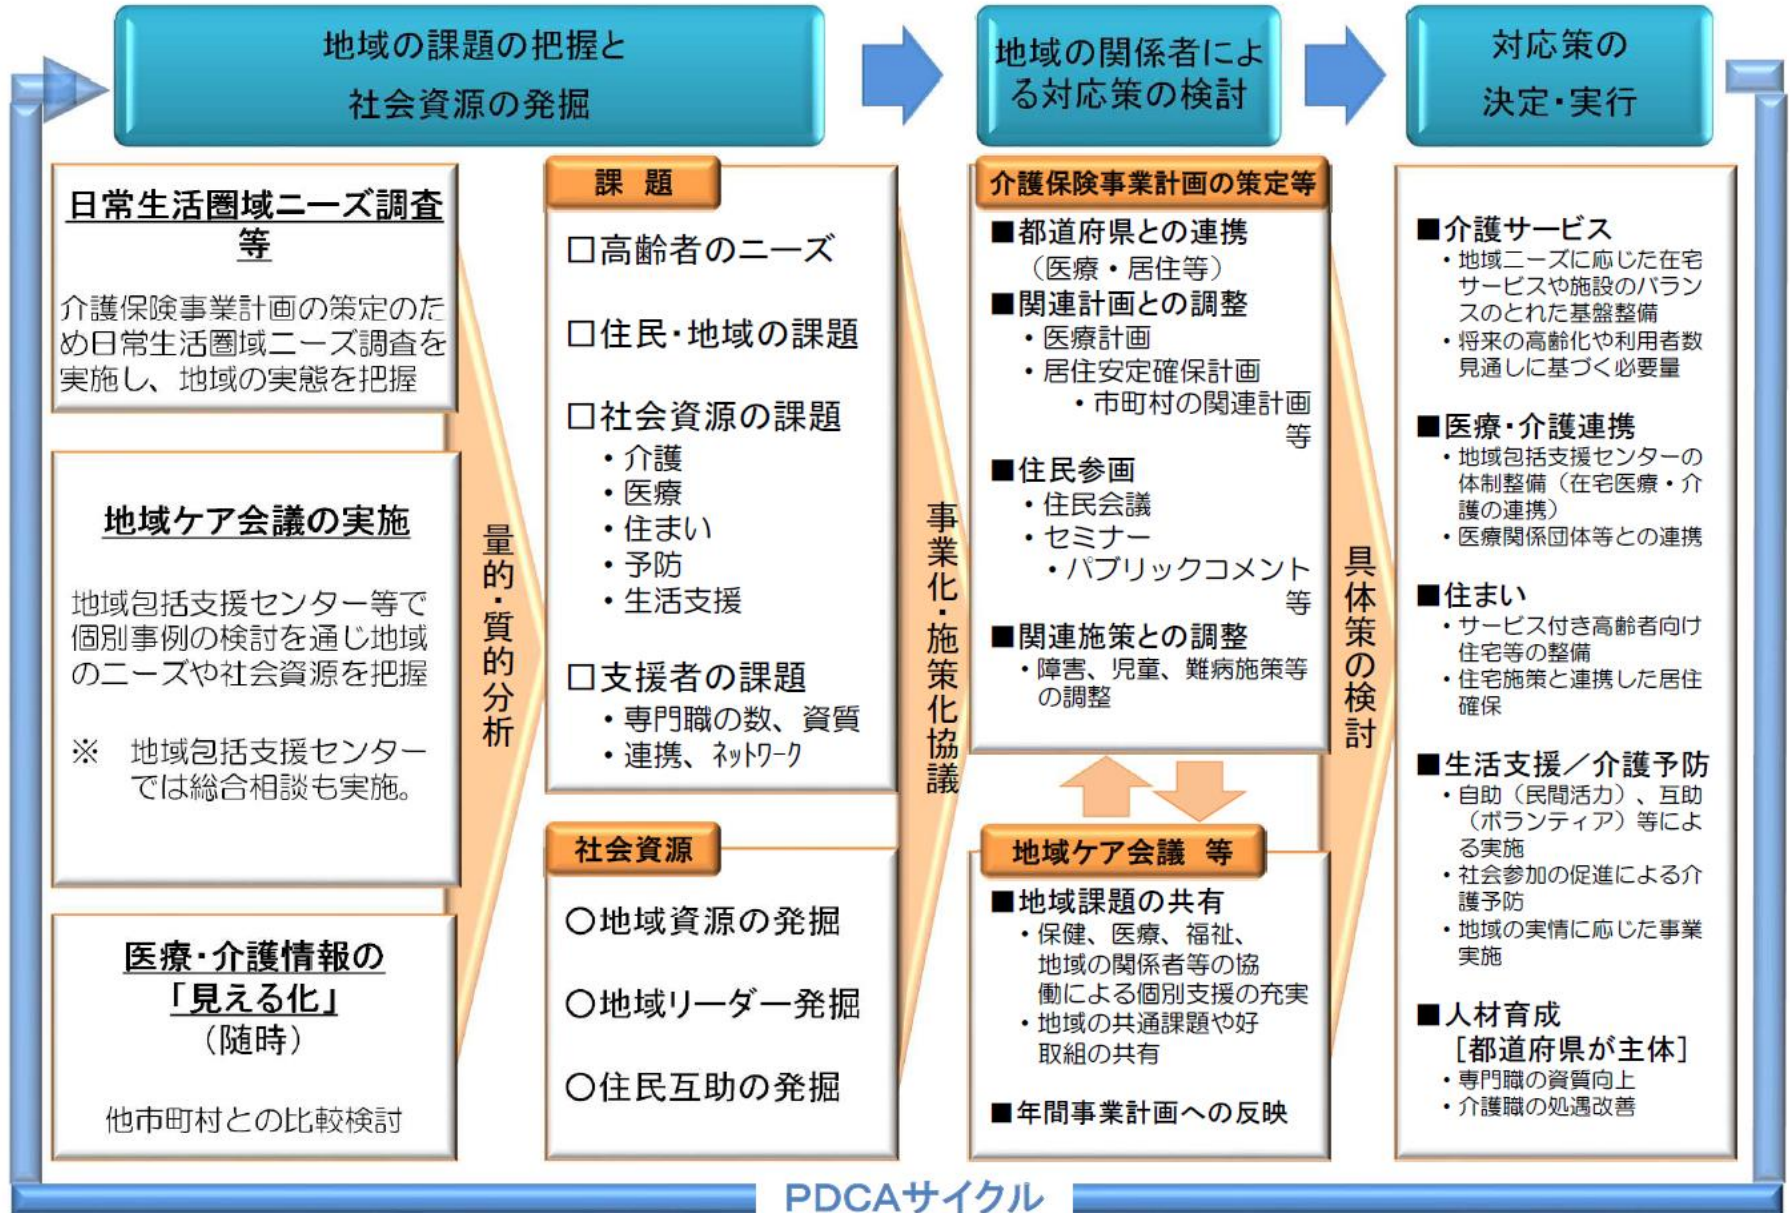 地域の課題の把握と
社会資源の発掘
地域の関係者によ
る対応策の検討
対応策の
決定・実行
日常生活圏域ニーズ調査
等
介護保険事業計画の策定のた
め日常生活圏域ニーズ調査を
実施し、地域の実態を把握
地域ケア会議の実施
地域包括支援センター等で
個別事例の検討を通じ地域
のニーズや社会資源を把握
※　地域包括支援センター
では総合相談も実施。
医療・介護情報の
「見える化」
（随時）
他市町村との比較検討
量的・質的分析
課 題
□高齢者のニーズ
□住民・地域の課題
□社会資源の課題
・介護
・医療
・住まい
・予防
・生活支援
□支援者の課題
・専門職の数、資質
・連携、ﾈｯﾄﾜｰｸ
社会資源
○地域資源の発掘
○地域リーダー発掘
○住民互助の発掘
事業化・施策化協議
介護保険事業計画の策定等
■都道府県との連携
（医療・居住等）
■関連計画との調整
・医療計画
・居住安定確保計画
・市町村の関連計画
等
■住民参画
・住民会議
・セミナー
・パブリックコメント
等
■関連施策との調整
・障害、児童、難病施策等
の調整
地域ケア会議 等
■地域課題の共有
・保健、医療、福祉、
地域の関係者等の協
働による個別支援の充実
・地域の共通課題や好
取組の共有
■年間事業計画への反映
具体策の検討
■介護サービス
・地域ニーズに応じた在宅
サービスや施設のバラン
スのとれた基盤整備
・将来の高齢化や利用者数
見通しに基づく必要量
■医療・介護連携
・地域包括支援センターの
体制整備（在宅医療・介
護の連携）
・医療関係団体等との連携
■住まい
・サービス付き高齢者向け
住宅等の整備
・住宅施策と連携した居住
確保
■生活支援／介護予防
・自助（民間活力）、互助
（ボランティア）等によ
る実施
・社会参加の促進による介
護予防
・地域の実情に応じた事業
実施
■人材育成
［都道府県が主体］
・専門職の資質向上
・介護職の処遇改善
PDCAサイクル